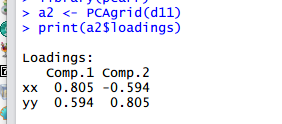 > a2 <- PCAgrid(d11)
> print(a2$loadings)
Loadings:
Comp.1 Comp.2
xx 0.805 -0.594
yy 0.594 0.805